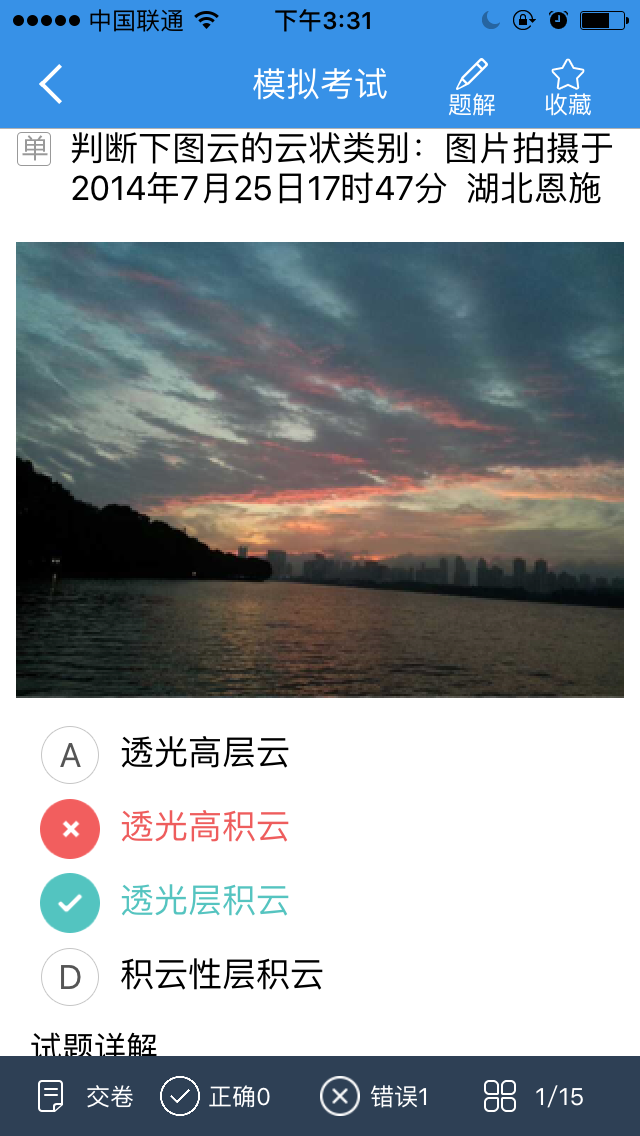 中国联通 下午3:31
模拟考试 题解 收藏
单 判断下图云的云状类别：图片拍摄于
2014年7月25日17时47分 湖北恩施
A 透光高层云
透光高积云
透光层积云
D 积云性层积云
试题详解
交卷 正确0 错误1 1/15